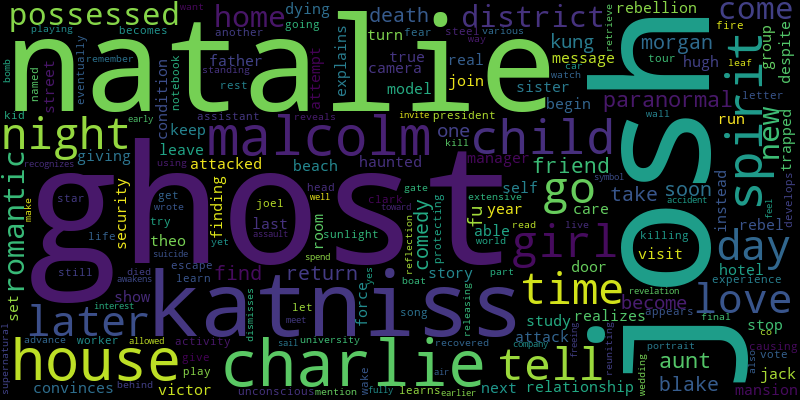 possessed home death district come
rebellion
playing becomes dying going turn fear steel various want
another way fire
natalie
bomb kid eventually remember
father true kung morgan
explains real message tour leaf
camera hugh
named street standing model join sister paranormal
condition notebook rest attempt begin
night malcolm child
early assistant reveals invite president letter
keep one wall run
giving leave kill manager new
recognizes using attacked beach haunted friend soon
ghost
josh
spirit
group despite trapped retrieve car watch
romantic
finding security head gate extensive symbol
self take visit
get joel well clark toward go care
star wrote room sunlight comedy protecting
try last fu year able killing
theo yet assault reflection read accident
life suicide spend world live instead
girl day
still died escape find return yes story part door hotel
make awakens learn boat
set show let force time rebel
interest meet song releasing become love
later katniss
dismisses air study realizes feel develops
experience
advance worker allowed activity attack appears
sail university company freeing portrait final stop
supernatural house charlie tell
give revelation also col
convinces play recovered wake aunt vote causing
behind victor unconscious mention fully learns earlier
next relationship reuniting wedding blake jack
mansion